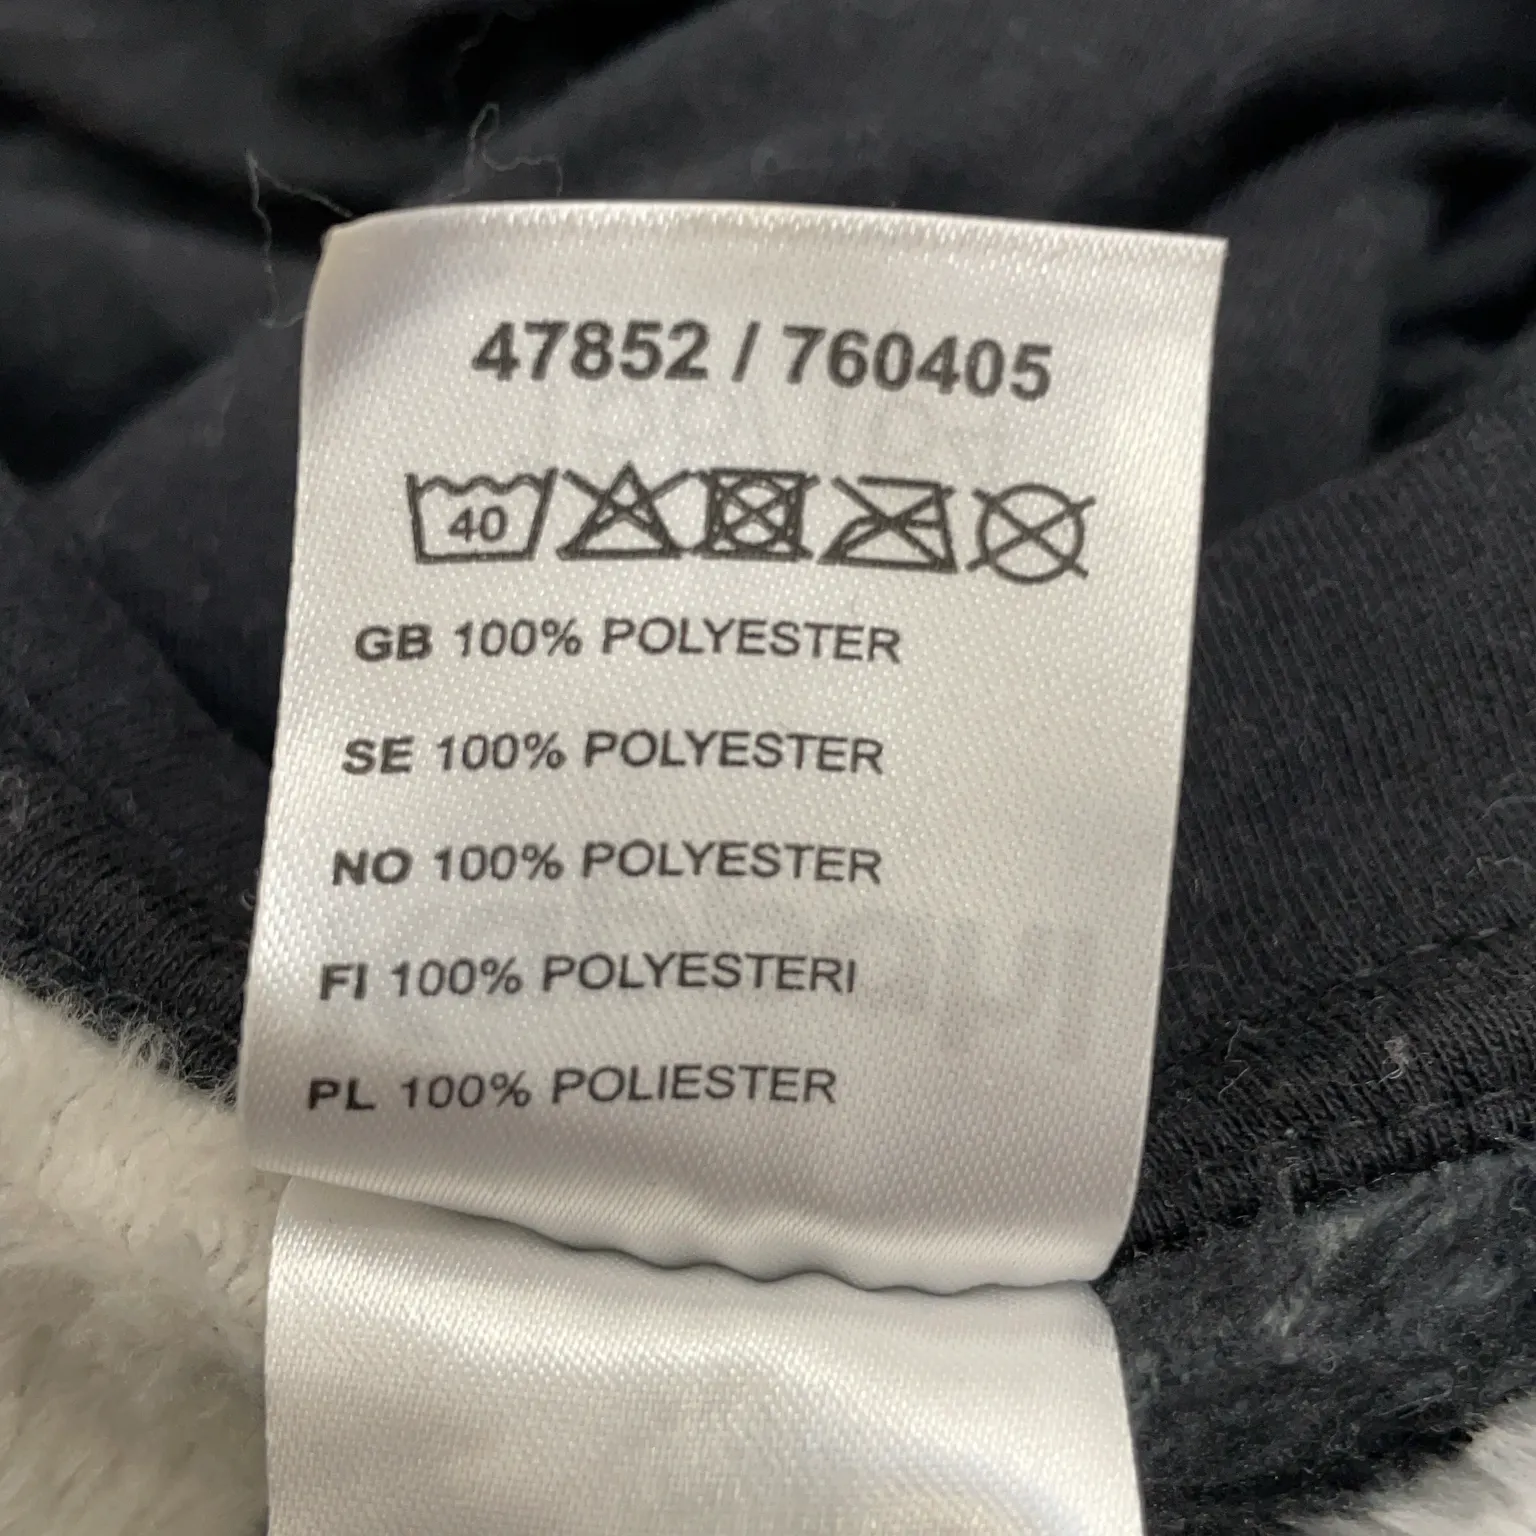 47852 / 760405
40
GB 100% POLYESTER
SE 100% POLYESTER
NO 100% POLYESTER
FI 100% POLYESTERI
PL 100% POLIESTER